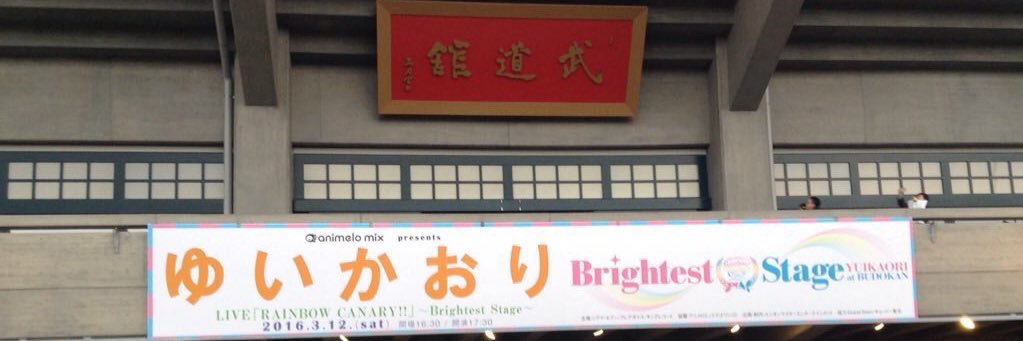 武道館
animelo mix presents
ゆいかおり
LIVE「RAINBOW CANARY!!」～Brightest Stage～
2016.3.12.(sat) 開場16:30 / 開演17:30
Brightest Stage YUIKAORI
at BUDOKAN